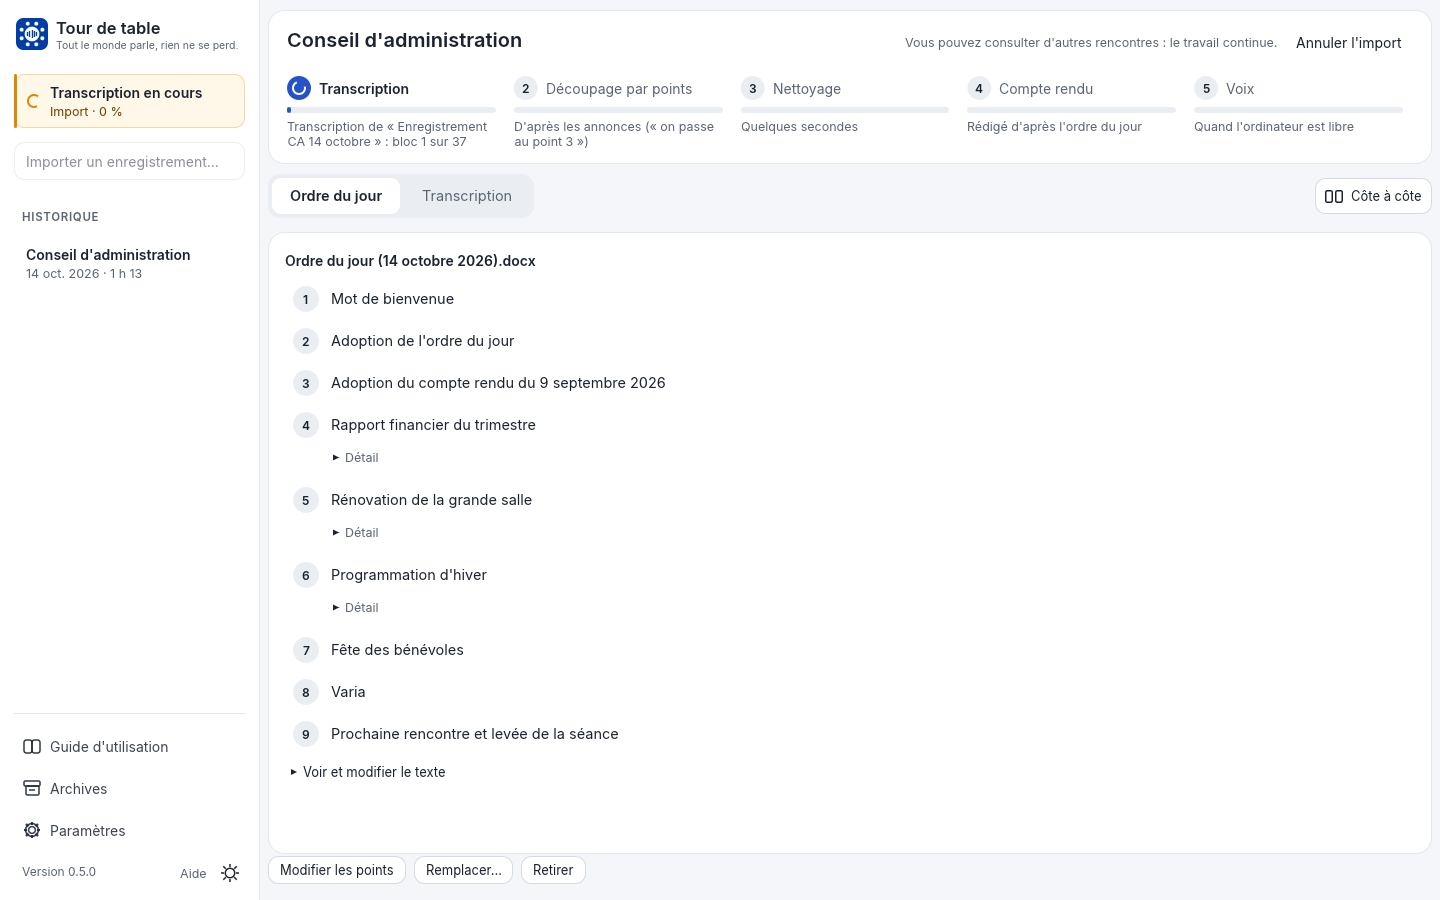 Tour de table
Tout le monde parle, rien ne se perd.
Transcription en cours
Import · 0 %
Importer un enregistrement...
HISTORIQUE
Conseil d'administration
14 oct. 2026 · 1 h 13
Guide d'utilisation
Archives
Paramètres
Version 0.5.0
Aide
Conseil d'administration
Vous pouvez consulter d'autres rencontres : le travail continue.
Annuler l'import
Transcription
Transcription de « Enregistrement
CA 14 octobre » : bloc 1 sur 37
2 Découpage par points
D'après les annonces (« on passe
au point 3 »)
3 Nettoyage
Quelques secondes
4 Compte rendu
Rédigé d'après l'ordre du jour
5 Voix
Quand l'ordinateur est libre
Ordre du jour
Transcription
Côte à côte
Ordre du jour (14 octobre 2026).docx
1 Mot de bienvenue
2 Adoption de l'ordre du jour
3 Adoption du compte rendu du 9 septembre 2026
4 Rapport financier du trimestre
Détail
5 Rénovation de la grande salle
Détail
6 Programmation d'hiver
Détail
7 Fête des bénévoles
8 Varia
9 Prochaine rencontre et levée de la séance
Voir et modifier le texte
Modifier les points
Remplacer...
Retirer